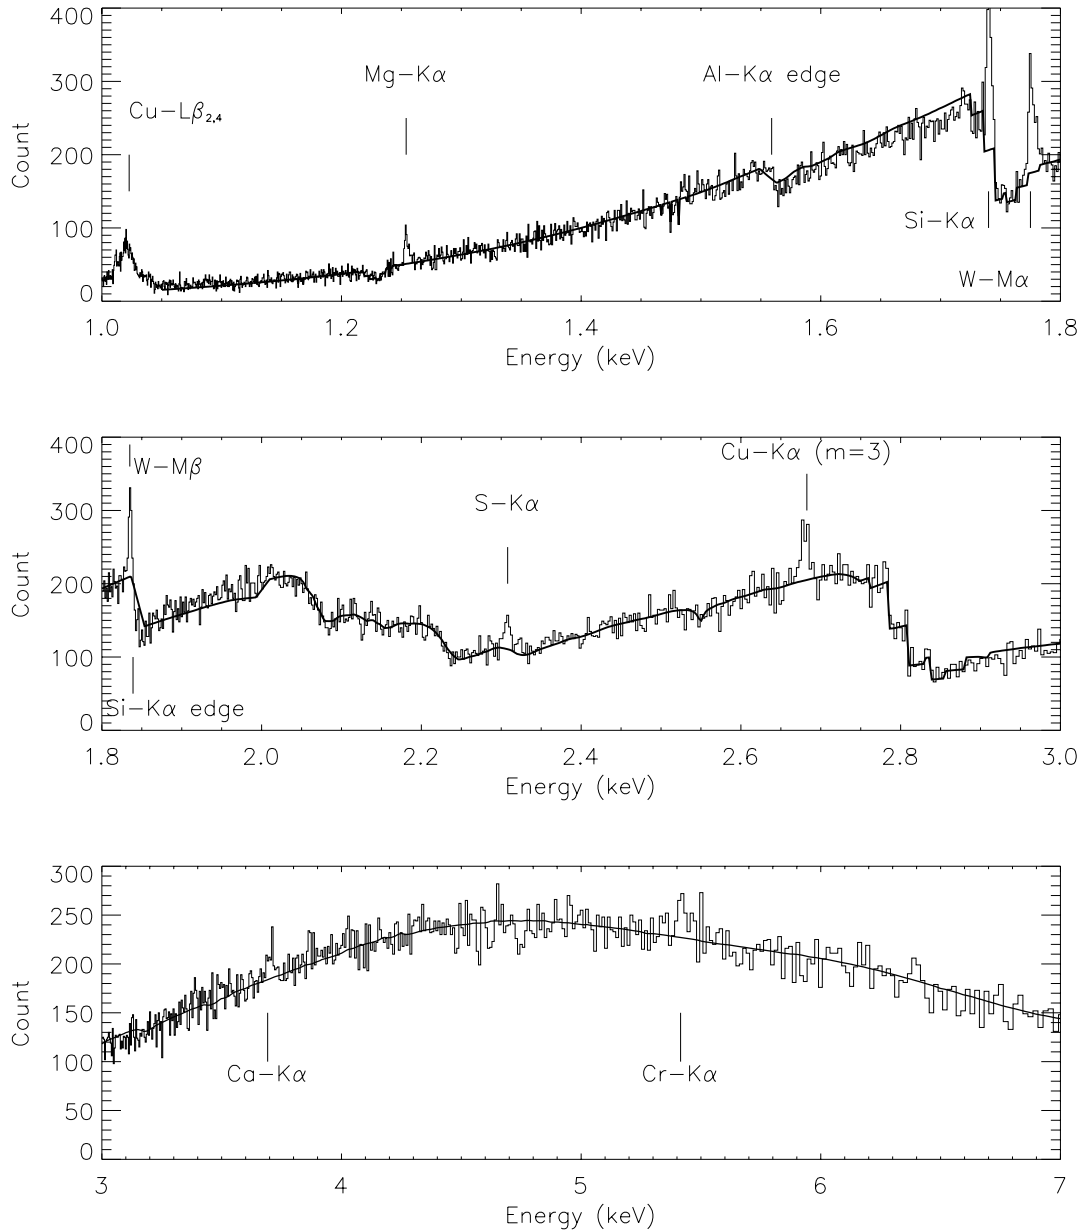 400
300
200
100
0
Count
Cu−Lβ2,4
Mg−Kα
Al−Kα edge
Si−Kα
W−Mα
1.0 1.2 1.4 1.6 1.8
Energy (keV)
400
300
200
100
0
Count
W−Mβ
S−Kα
Cu−Kα (m=3)
Si−Kα edge
1.8 2.0 2.2 2.4 2.6 2.8 3.0
Energy (keV)
300
250
200
150
100
50
0
Count
Ca−Kα
Cr−Kα
3 4 5 6 7
Energy (keV)